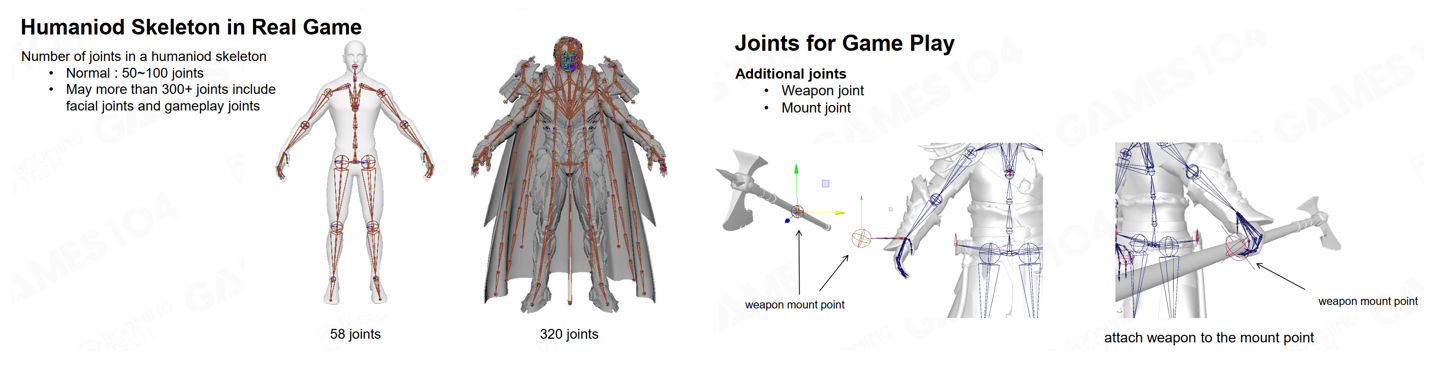 Humaniod Skeleton in Real Game
Number of joints in a humaniod skeleton
• Normal : 50~100 joints
• May more than 300+ joints include
facial joints and gameplay joints
58 joints
320 joints
Joints for Game Play
Additional joints
• Weapon joint
• Mount joint
weapon mount point
weapon mount point
attach weapon to the mount point
GAMES104